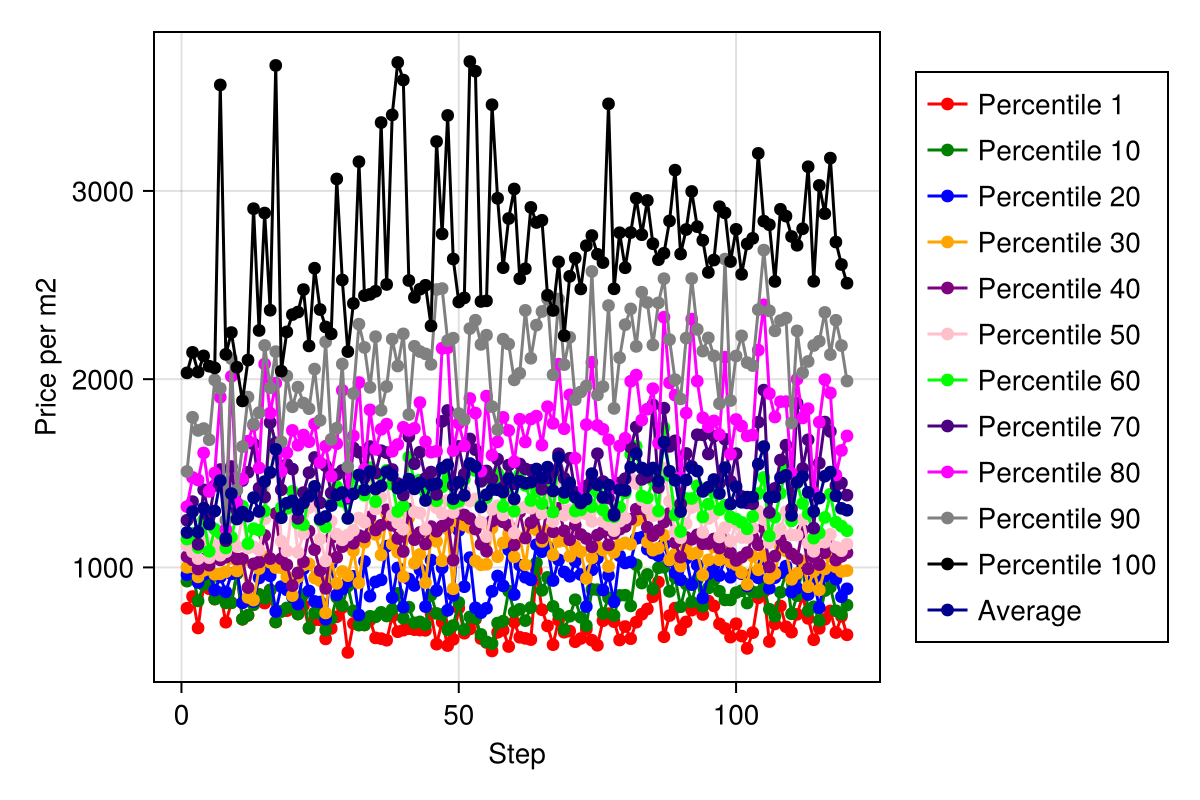 Price per m2
3000
2000
1000
0
50
100
Step
Percentile 1
Percentile 10
Percentile 20
Percentile 30
Percentile 40
Percentile 50
Percentile 60
Percentile 70
Percentile 80
Percentile 90
Percentile 100
Average